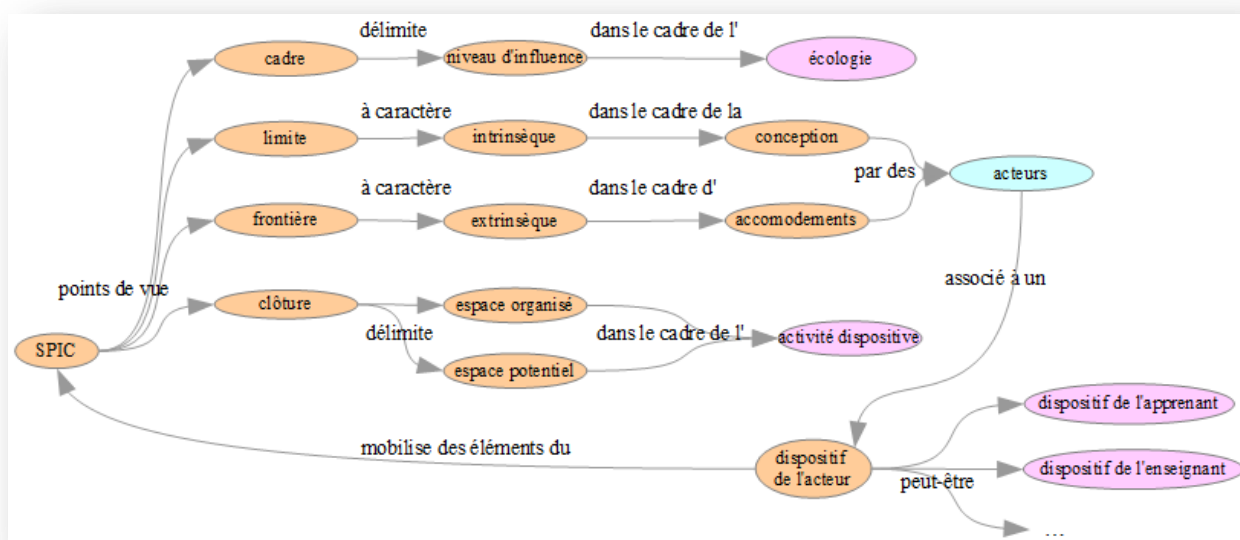 cadre
délimite
niveau d'influence
dans le cadre de l'
écologie
limite
à caractère
intrinsèque
dans le cadre de la
conception
par des
acteurs
frontière
à caractère
extrinsèque
dans le cadre d'
accomodements
points de vue
clôture
délimite
espace organisé
espace potentiel
dans le cadre de l'
activité dispositive
associé à un
SPIC
mobilise des éléments du
dispositif
de l'acteur
peut-être
dispositif de l'apprenant
dispositif de l'enseignant
...